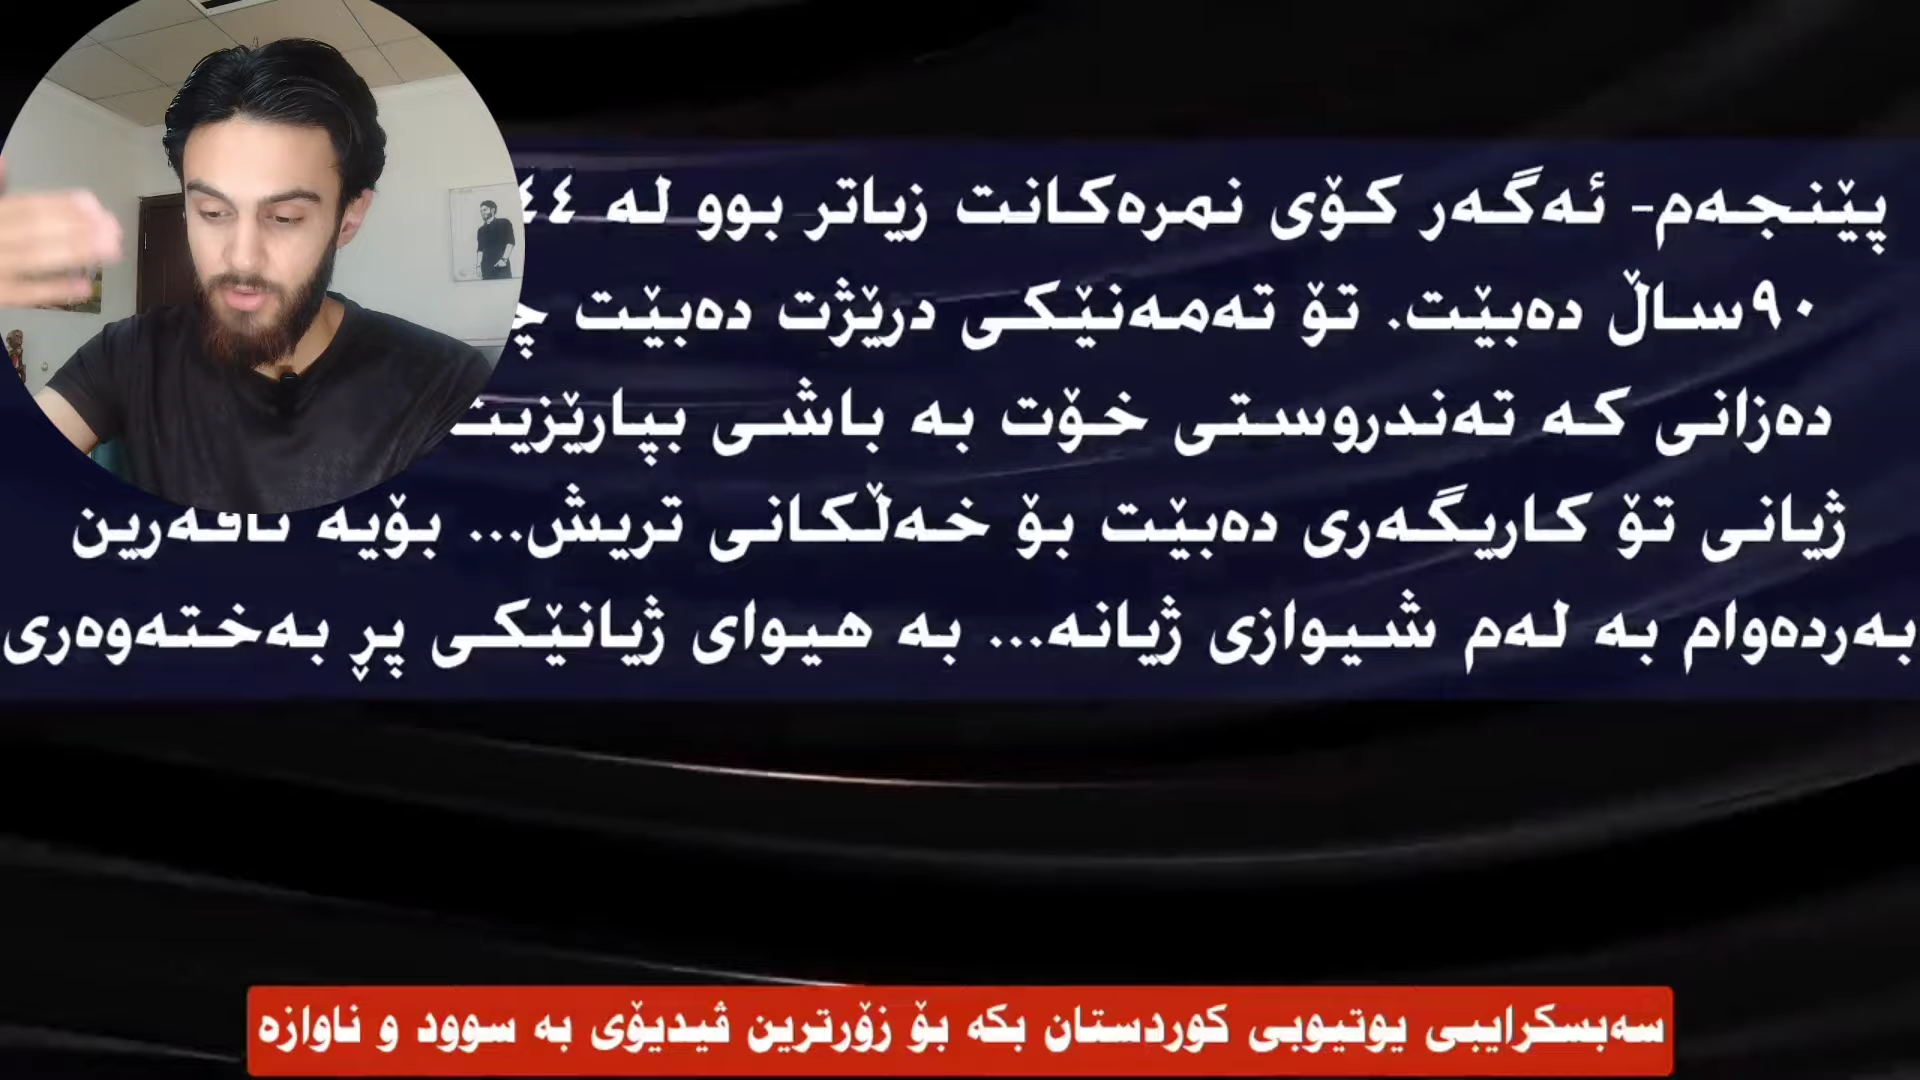 پێنجەم- ئەگەر کۆی نمرەکانت زیاتر بوو لە ٤٤
٩٠ساڵ دەبێت. تۆ تەمەنێکی درێژت دەبێت
دەزانی کە تەندروستی خۆت بە باشی بپارێزیت
ژیانی تۆ کاریگەری دەبێت بۆ خەڵکانی تریش... بۆیە ئافەرین
بەردەوام بە لەم شیوازی ژیانە... بە هیوای ژیانێکی پڕ بەختەوەری
سەبسکرایبی یوتیوبی کوردستان بکە بۆ زۆرترین ڤیدیۆی بە سوود و ناوازە